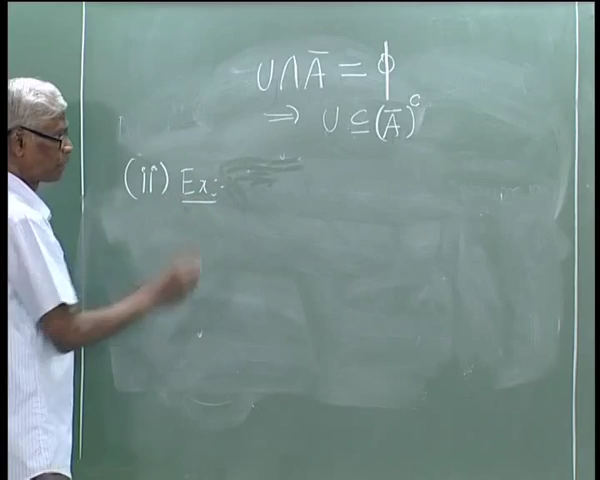 U ∩ A̅ = ϕ
⇒ U ⊆ (A̅)ᶜ
(ii) Ex:-